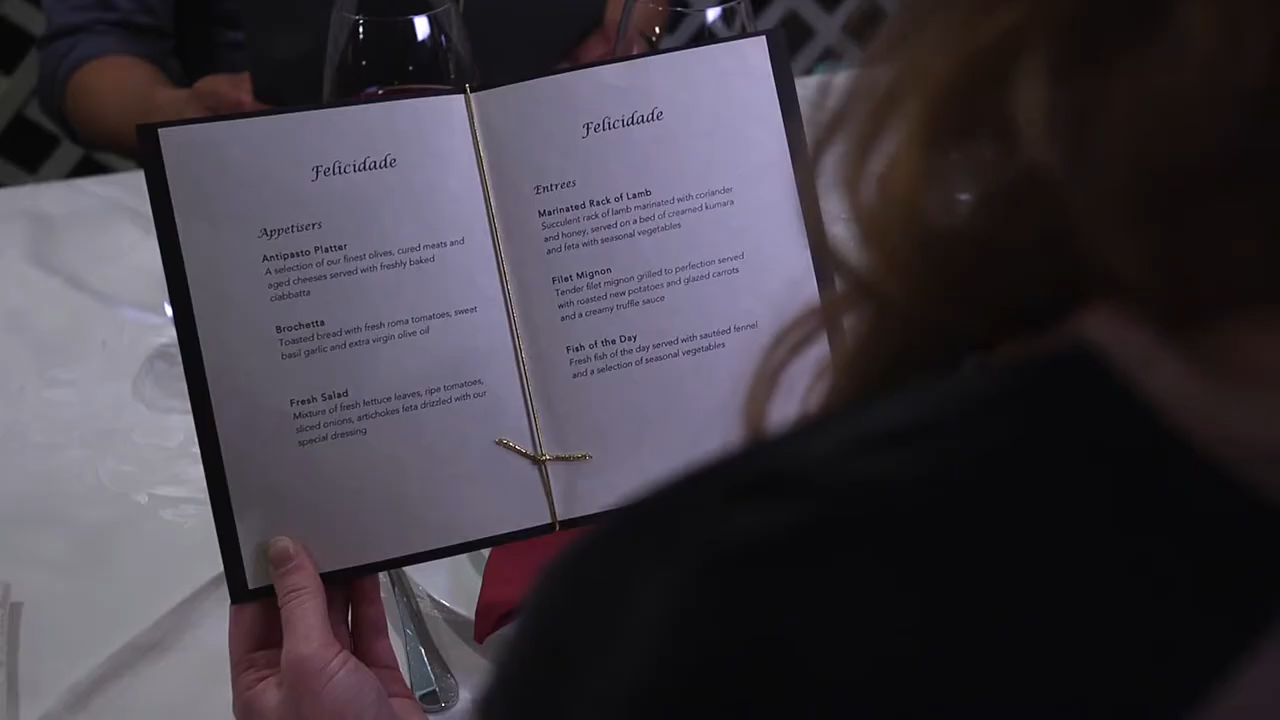 Felicidade
Appetisers
Antipasto Platter
A selection of our finest olives, cured meats and
aged cheeses served with freshly baked
ciabbatta
Brochetta
Toasted bread with fresh roma tomatoes, sweet
basil garlic and extra virgin olive oil
Fresh Salad
Mixture of fresh lettuce leaves, ripe tomatoes,
sliced onions, artichokes feta drizzled with our
special dressing
Felicidade
Entrees
Marinated Rack of Lamb
Succulent rack of lamb marinated with coriander
and honey, served on a bed of creamed kumara
and feta with seasonal vegetables
Filet Mignon
Tender filet mignon grilled to perfection served
with roasted new potatoes and glazed carrots
and a creamy truffle sauce
Fish of the Day
Fresh fish of the day served with sautéed fennel
and a selection of seasonal vegetables